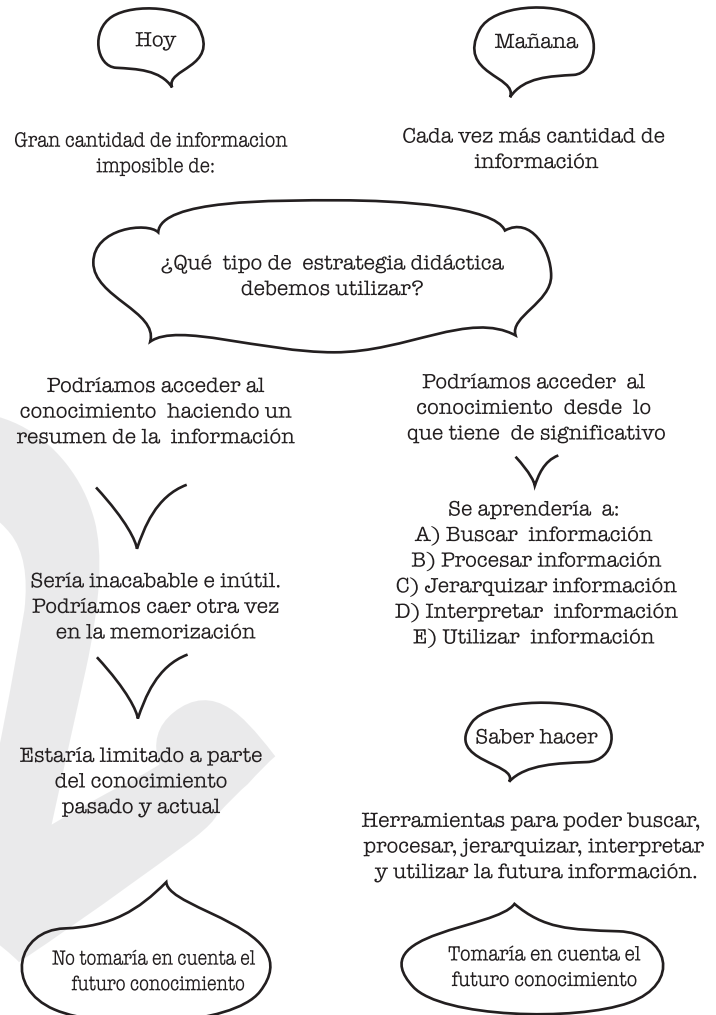 Hoy
Mañana
Gran cantidad de informacion
imposible de:
Cada vez más cantidad de
información
¿Qué tipo de estrategia didáctica
debemos utilizar?
Podríamos acceder al
conocimiento haciendo un
resumen de la información
Sería inacabable e inútil.
Podríamos caer otra vez
en la memorización
Estaría limitado a parte
del conocimiento
pasado y actual
No tomaría en cuenta el
futuro conocimiento
Podríamos acceder al
conocimiento desde lo
que tiene de significativo
Se aprendería a:
A) Buscar información
B) Procesar información
C) Jerarquizar información
D) Interpretar información
E) Utilizar información
Saber hacer
Herramientas para poder buscar,
procesar, jerarquizar, interpretar
y utilizar la futura información.
Tomaría en cuenta el
futuro conocimiento